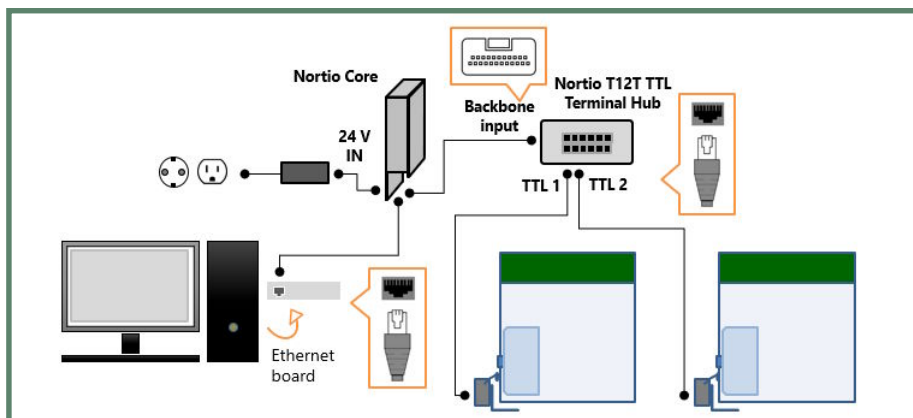 Nortio Core
Nortio T12T TTL
Terminal Hub
Backbone
input
24 V
IN
TTL 1
TTL 2
Ethernet
board